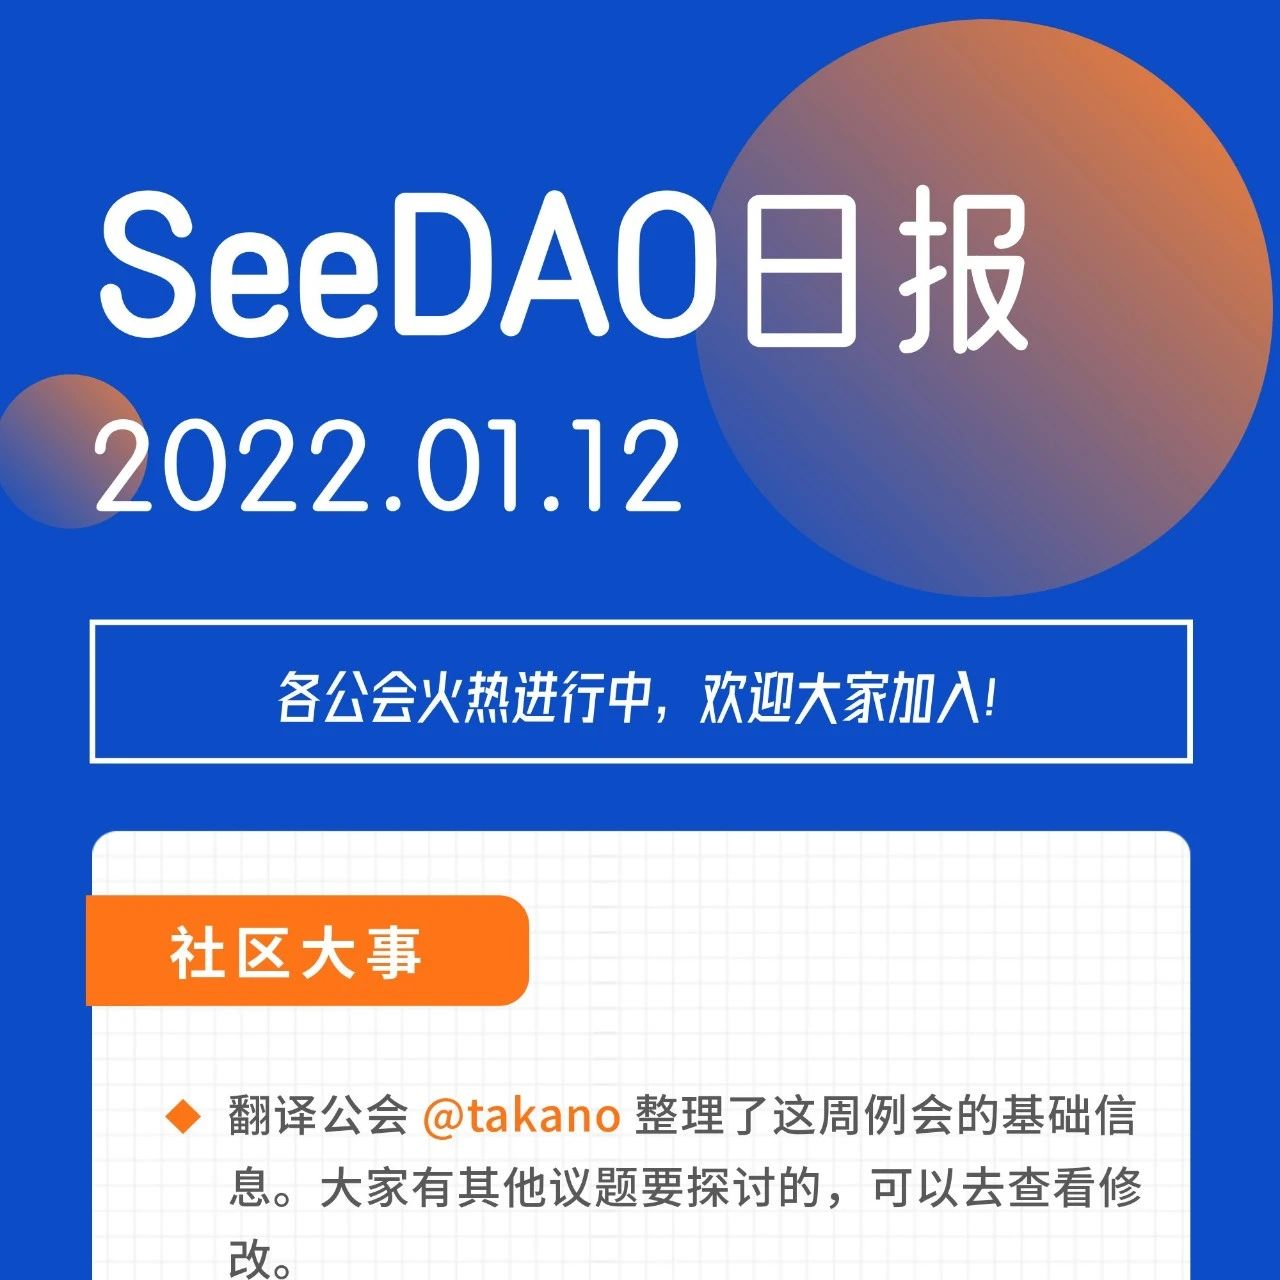 SeeDAO日报
2022.01.12
各公会火热进行中，欢迎大家加入！
社区大事
翻译公会 @takano 整理了这周例会的基础信
息。大家有其他议题要探讨的，可以去查看修
改。